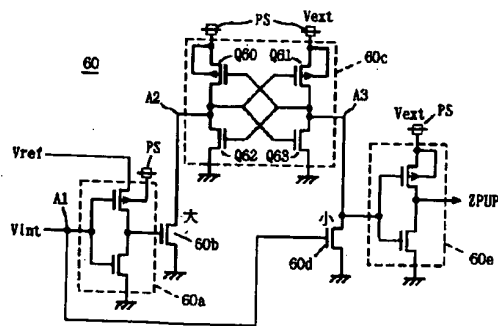 PS Vext
60
Q60 Q61
60c
A2 A3
Q62 Q63
Vext
PS
Vref
PS
A1
大
小
Vint
60b
ZPUP
60d
60a
60e